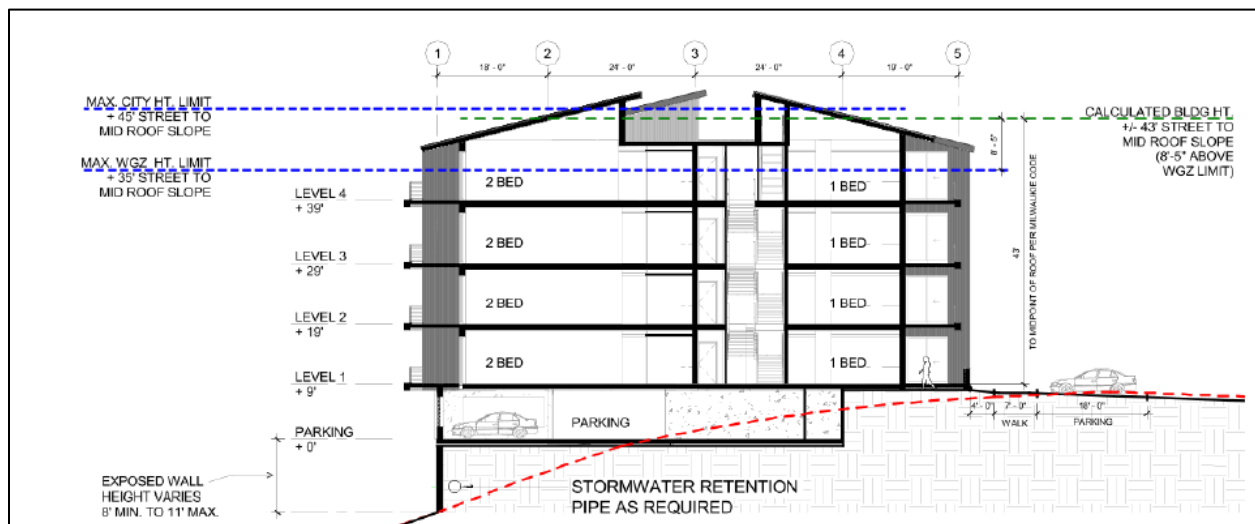 1
2
3
4
5
18' - 0"
24' - 0"
24' - 0"
19' - 0"
MAX. CITY HT. LIMIT
+ 45' STREET TO
MID ROOF SLOPE
CALCULATED BLDG HT.
+/- 43' STREET TO
MID ROOF SLOPE
(8'-5" ABOVE
WGZ LIMIT)
8' - 5"
MAX. WGZ HT. LIMIT
+ 35' STREET TO
MID ROOF SLOPE
LEVEL 4
+ 39'
2 BED
1 BED
LEVEL 3
+ 29'
2 BED
1 BED
43'
TO MIDPOINT OF ROOF PER MILWAUKIE CODE
LEVEL 2
+ 19'
2 BED
1 BED
LEVEL 1
+ 9'
2 BED
1 BED
4' - 0"
7' - 0"
18' - 0"
WALK
PARKING
PARKING
+ 0'
PARKING
EXPOSED WALL
HEIGHT VARIES
8' MIN. TO 11' MAX.
V
STORMWATER RETENTION
PIPE AS REQUIRED